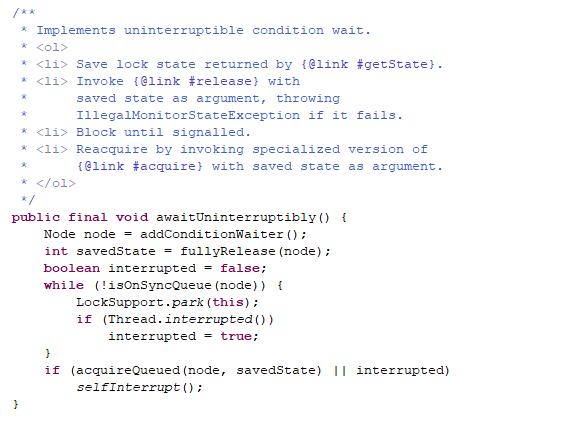 /**
 * Implements uninterruptible condition wait.
 * <ol>
 * <li> Save lock state returned by {@link #getState}.
 * <li> Invoke {@link #release} with
 *      saved state as argument, throwing
 *      IllegalMonitorStateException if it fails.
 * <li> Block until signalled.
 * <li> Reacquire by invoking specialized version of
 *      {@link #acquire} with saved state as argument.
 * </ol>
 */
public final void awaitUninterruptibly() {
    Node node = addConditionWaiter();
    int savedState = fullyRelease(node);
    boolean interrupted = false;
    while (!isOnSyncQueue(node)) {
        LockSupport.park(this);
        if (Thread.interrupted())
            interrupted = true;
    }
    if (acquireQueued(node, savedState) || interrupted)
        selfInterrupt();
}